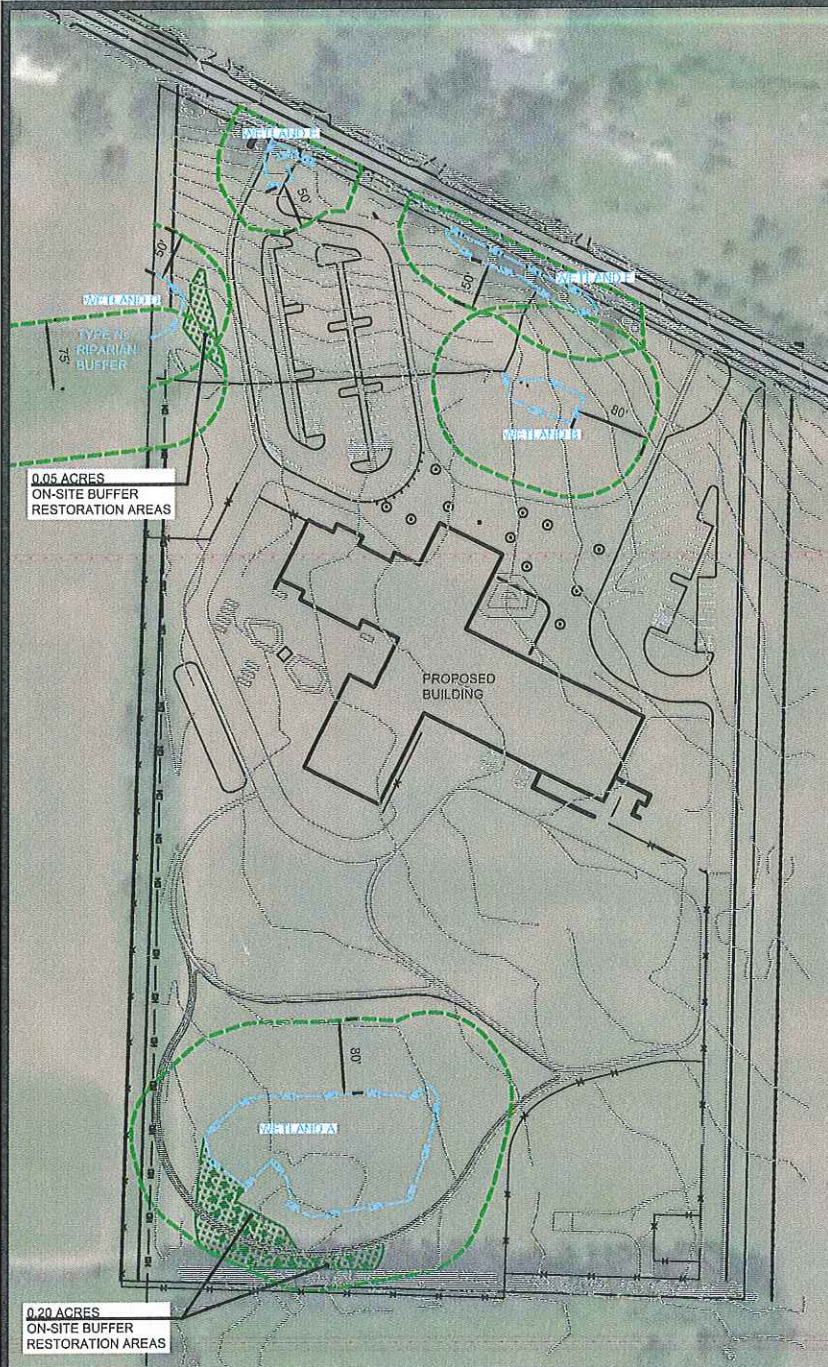 WETLAND E
50'
50'
WETLAND F
50'
WETLAND D
TYPE
RIPARIAN
BUFFER
75'
80'
WETLAND B
0.05 ACRES
ON-SITE BUFFER
RESTORATION AREAS
PROPOSED
BUILDING
80'
WETLAND A
0.20 ACRES
ON-SITE BUFFER
RESTORATION AREAS